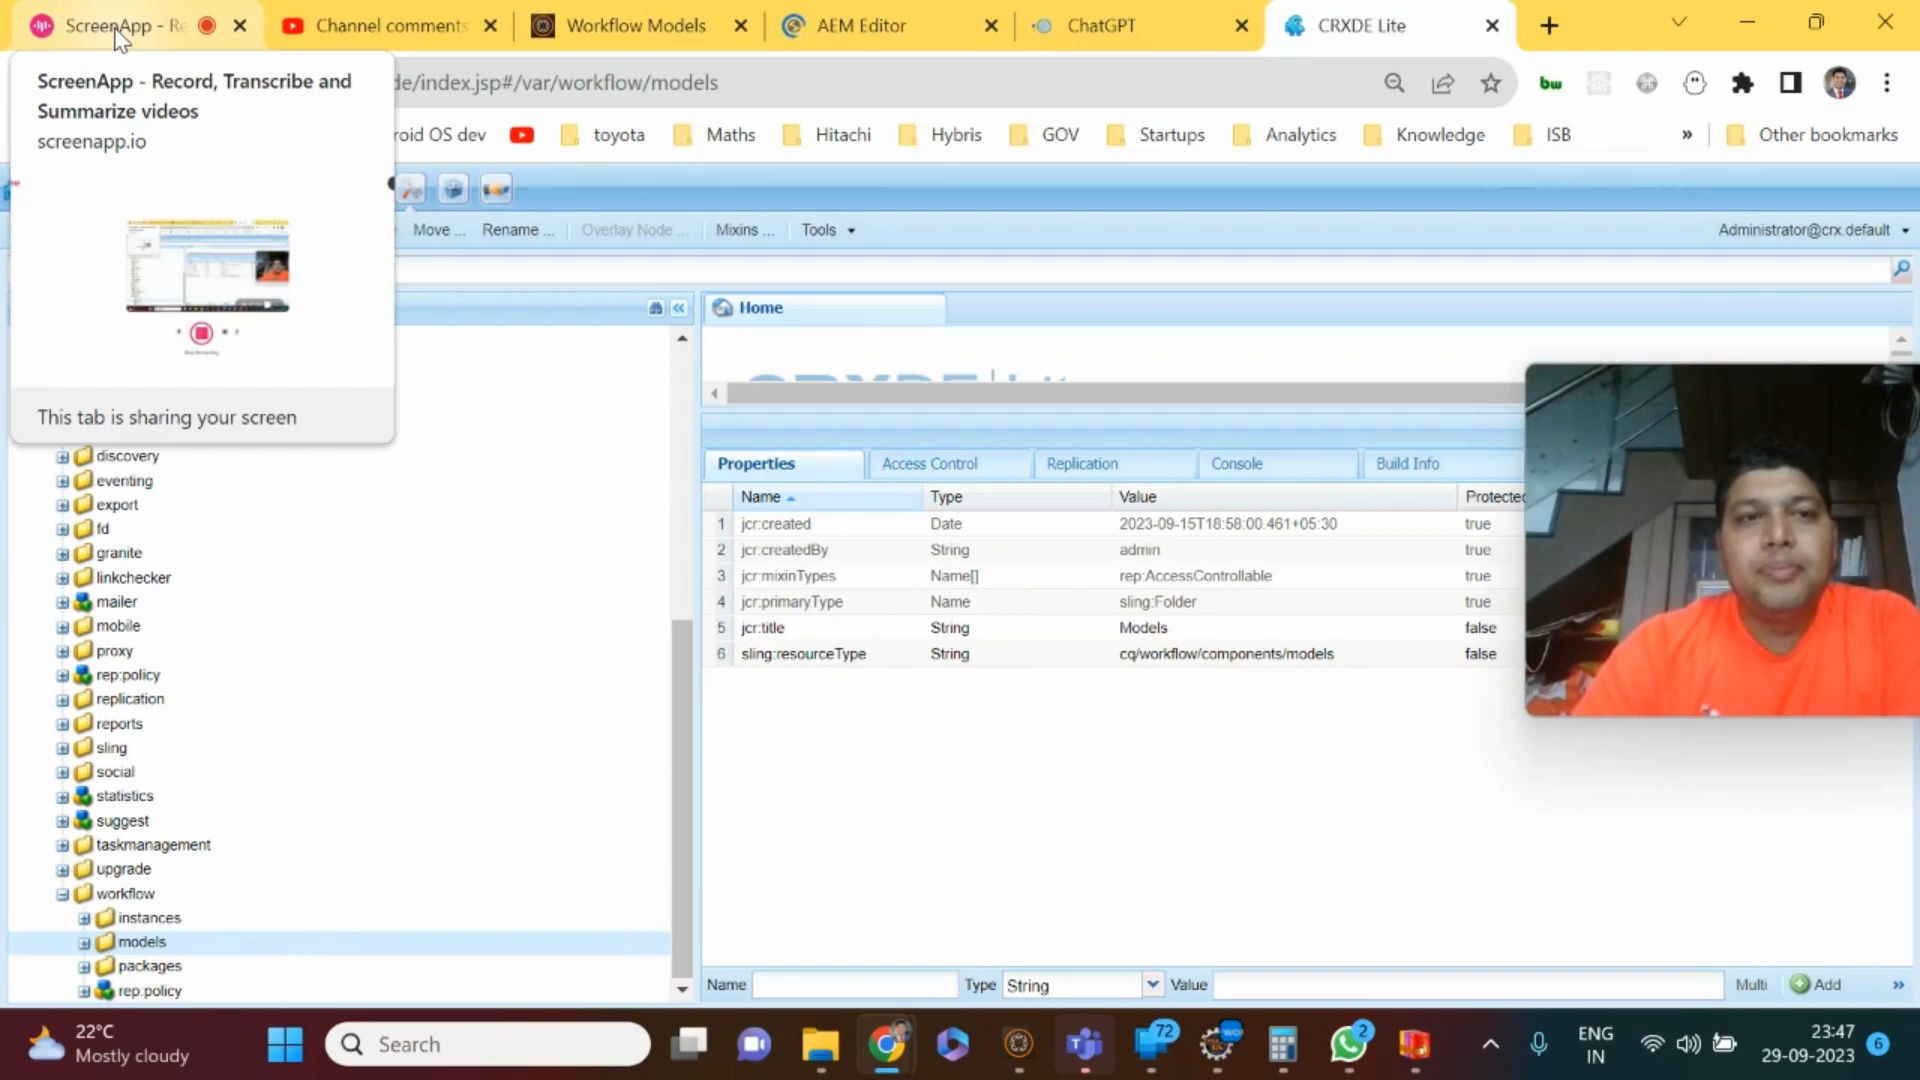 ScreenApp - Re
Channel comments
Workflow Models
AEM Editor
ChatGPT
CRXDE Lite
ScreenApp - Record, Transcribe and
Summarize videos
screenapp.io
This tab is sharing your screen
de/index.jsp#/var/workflow/models
bw
roid OS dev
toyota
Maths
Hitachi
Hybris
GOV
Startups
Analytics
Knowledge
ISB
»
Other bookmarks
Move ...
Rename ...
Overlay Node ...
Mixins ...
Tools
Administrator@crx.default
Home
Properties
Access Control
Replication
Console
Build Info
Name Type Value Protected
1 jcr:created Date 2023-09-15T18:58:00.461+05:30 true
2 jcr:createdBy String admin true
3 jcr:mixinTypes Name[] rep:AccessControllable true
4 jcr:primaryType Name sling:Folder true
5 jcr:title String Models false
6 sling:resourceType String cq/workflow/components/models false
discovery
eventing
export
fd
granite
linkchecker
mailer
mobile
proxy
rep:policy
replication
reports
sling
social
statistics
suggest
taskmanagement
upgrade
workflow
instances
models
packages
rep:policy
Name Type String Value Multi Add »
22°C
Mostly cloudy
Search
72
2
ENG
IN
23:47
29-09-2023
6